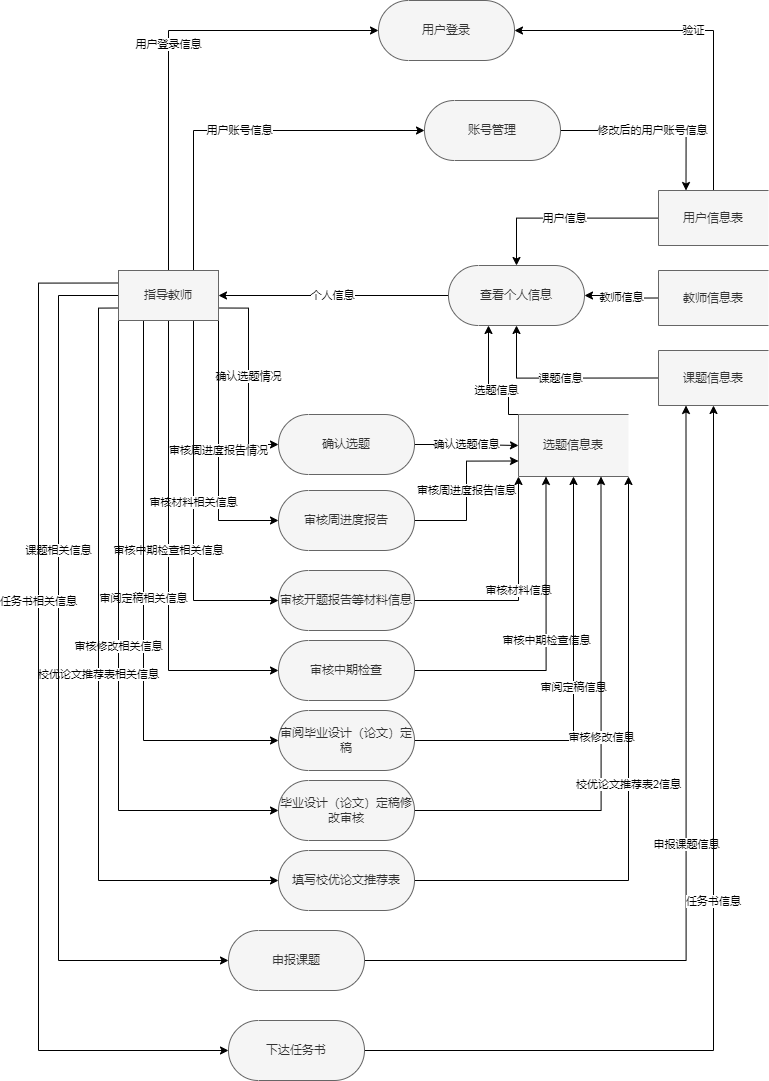 用户登录
验证
用户登录信息
用户账号信息
账号管理
修改后的用户账号信息
用户信息表
用户信息
指导教师
个人信息
查看个人信息
教师信息
教师信息表
确认选题情况
选题信息
课题信息
课题信息表
审核周进度报告情况
确认选题
确认选题信息
选题信息表
审核材料相关信息
审核周进度报告信息
审核周进度报告
课题相关信息
审核中期检查相关信息
任务书相关信息
审阅定稿相关信息
审核开题报告等材料信息
审核材料信息
审核修改相关信息
审核中期检查信息
校优论文推荐表相关信息
审核中期检查
审阅定稿信息
审阅毕业设计（论文）定
稿
审核修改信息
毕业设计（论文）定稿修
改审核
校优论文推荐表2信息
填写校优论文推荐表
申报课题信息
任务书信息
申报课题
下达任务书